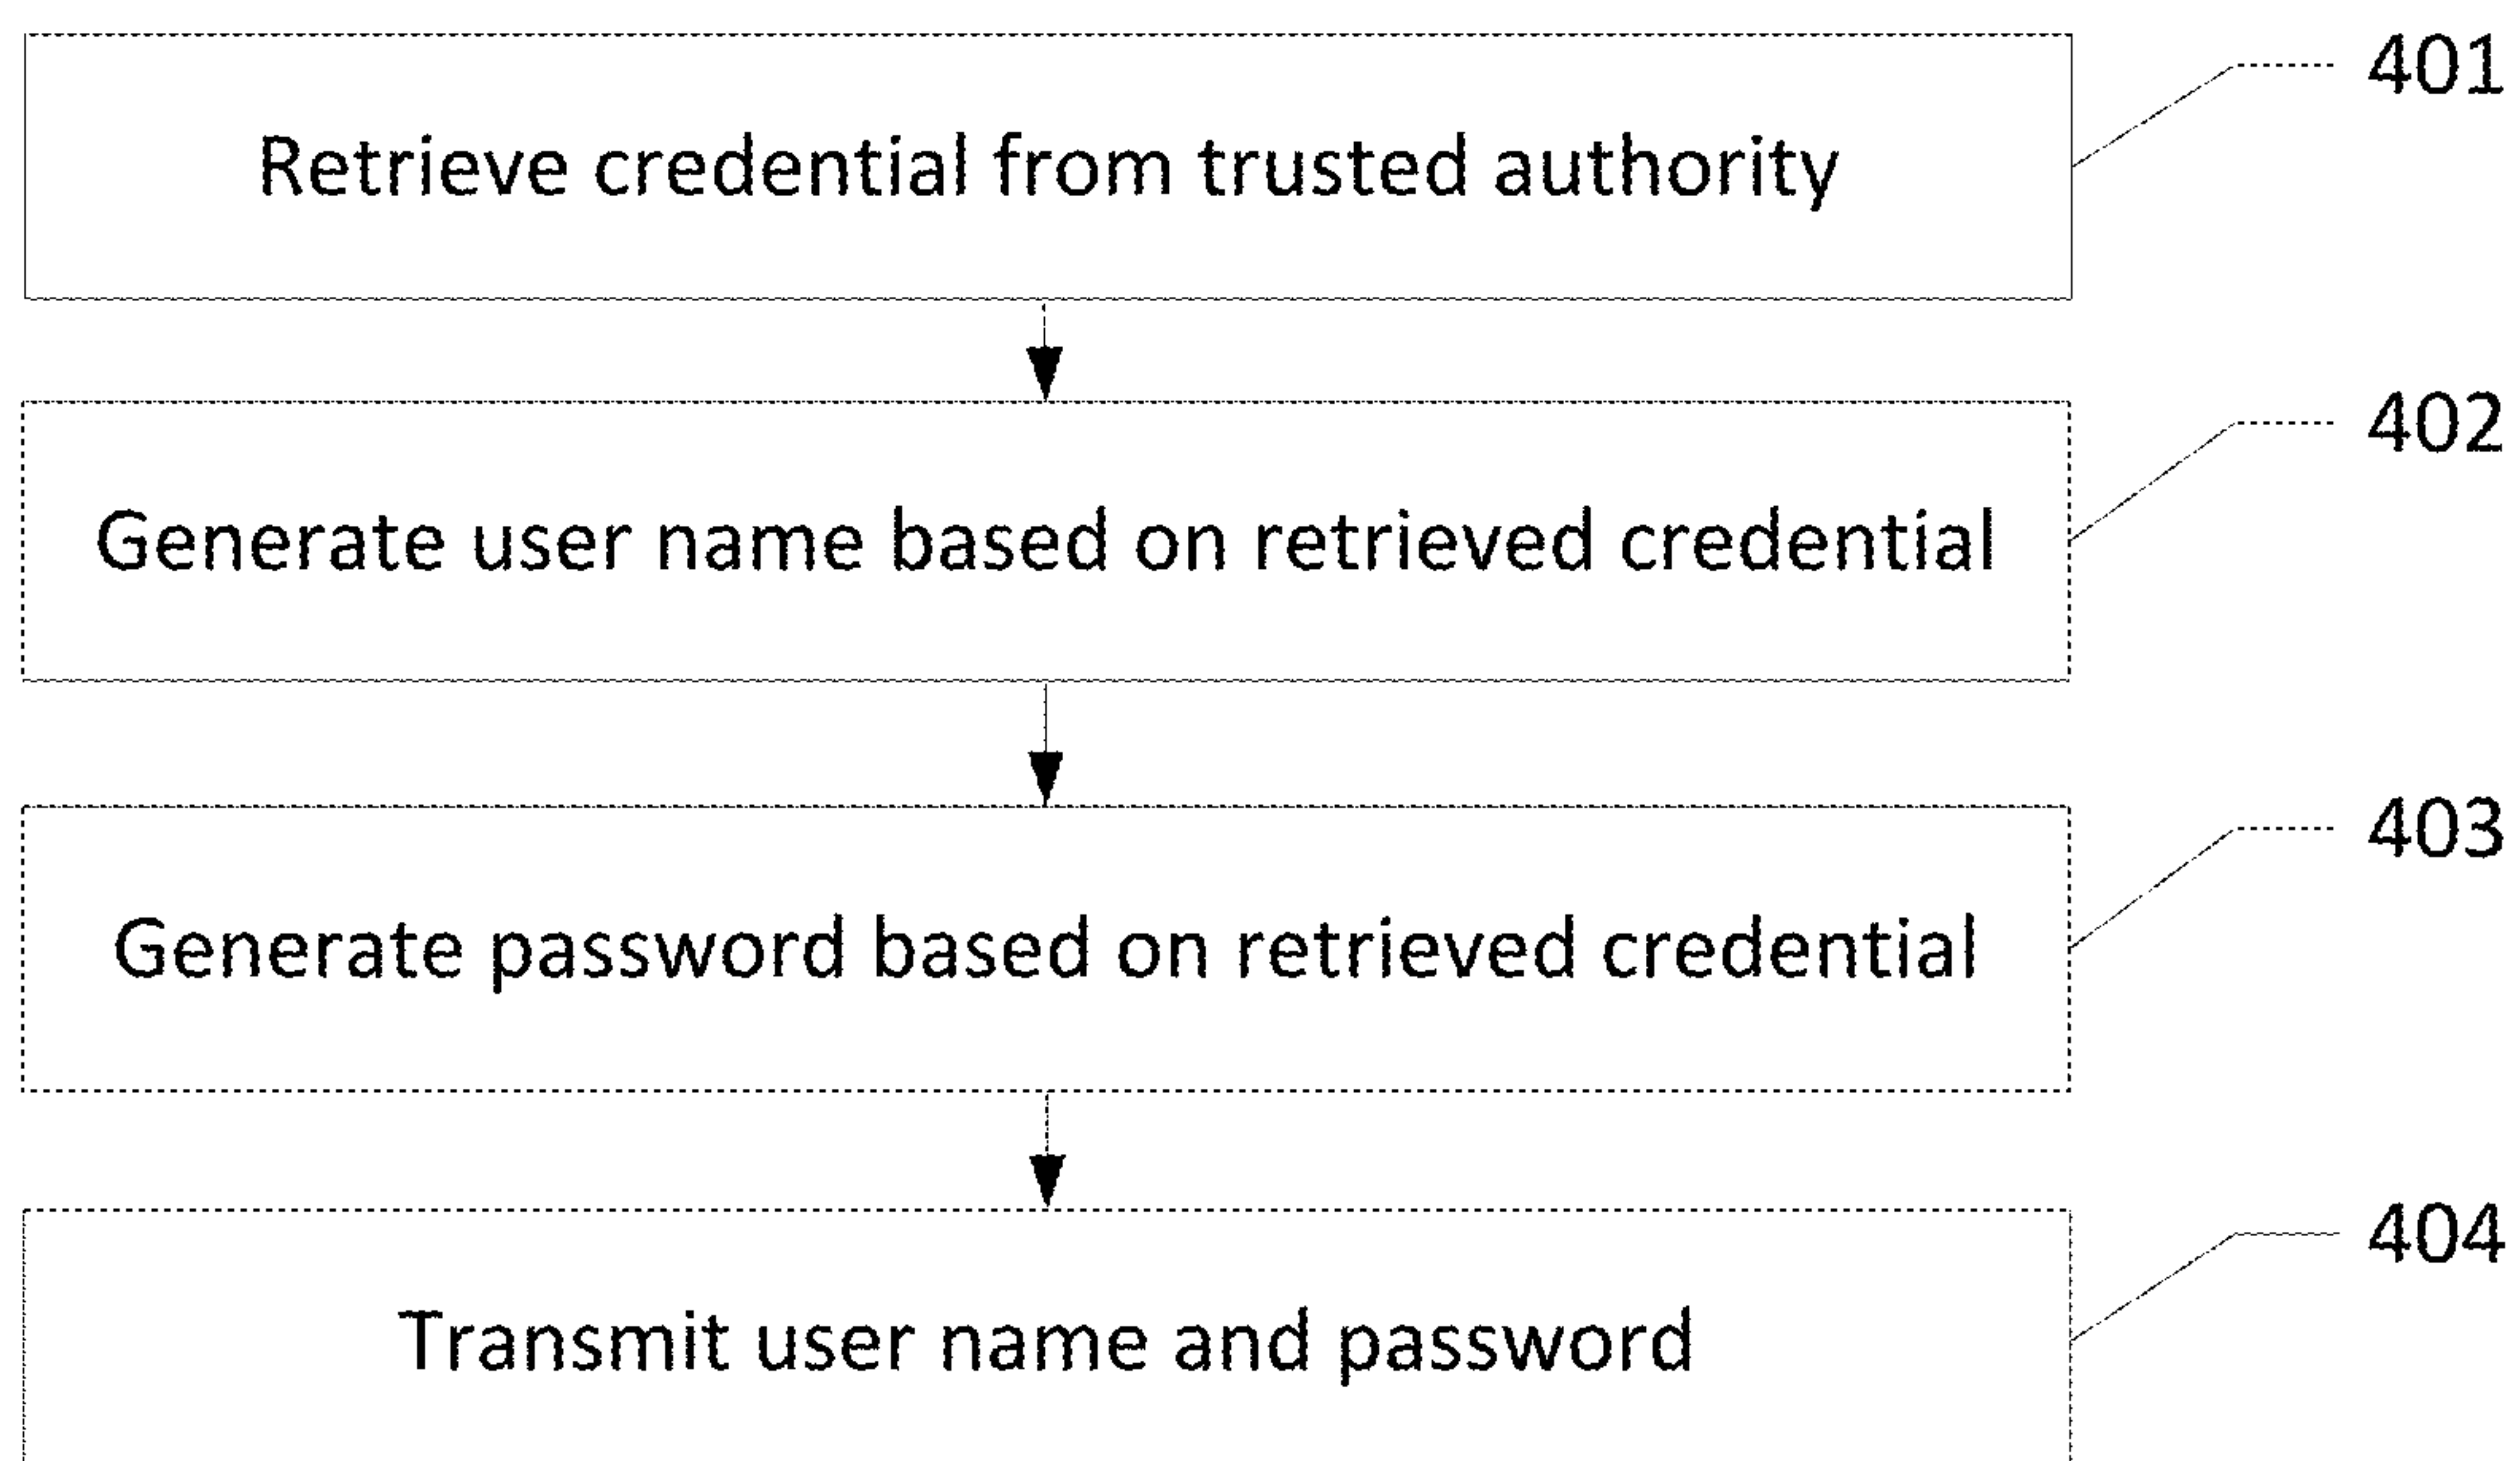 401
Retrieve credential from trusted authority
402
Generate user name based on retrieved credential
403
Generate password based on retrieved credential
404
Transmit user name and password